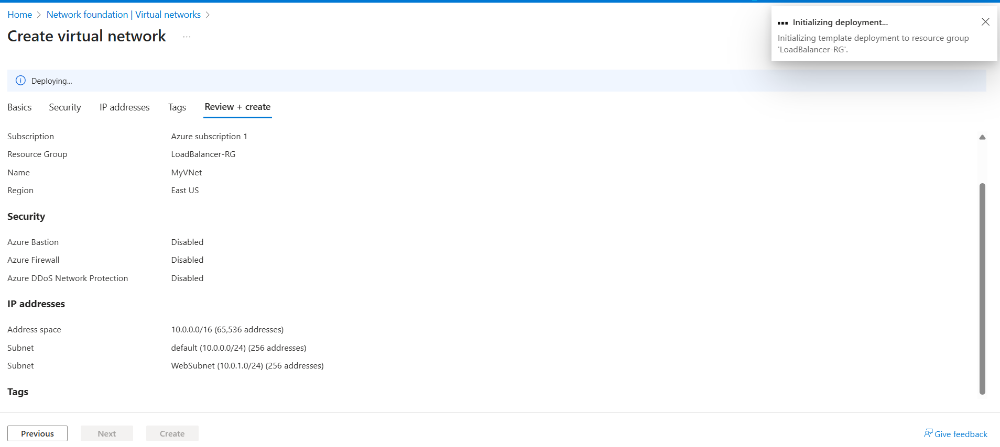 Home > Network foundation | Virtual networks >
Create virtual network ...
Initializing deployment...
Initializing template deployment to resource group
'LoadBalancer-RG'.
Deploying...
Basics Security IP addresses Tags Review + create
Subscription Azure subscription 1
Resource Group LoadBalancer-RG
Name MyVNet
Region East US
Security
Azure Bastion Disabled
Azure Firewall Disabled
Azure DDoS Network Protection Disabled
IP addresses
Address space 10.0.0.0/16 (65,536 addresses)
Subnet default (10.0.0.0/24) (256 addresses)
Subnet WebSubnet (10.0.1.0/24) (256 addresses)
Tags
Previous Next Create Give feedback